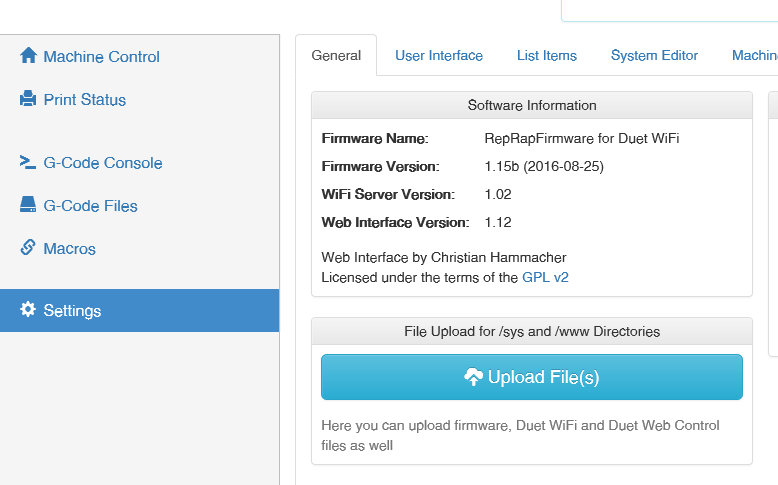 Machine Control
Print Status
G-Code Console
G-Code Files
Macros
Settings
General User Interface List Items System Editor Machin
Software Information
Firmware Name: RepRapFirmware for Duet WiFi
Firmware Version: 1.15b (2016-08-25)
WiFi Server Version: 1.02
Web Interface Version: 1.12
Web Interface by Christian Hammacher
Licensed under the terms of the GPL v2
File Upload for /sys and /www Directories
Upload File(s)
Here you can upload firmware, Duet WiFi and Duet Web Control
files as well